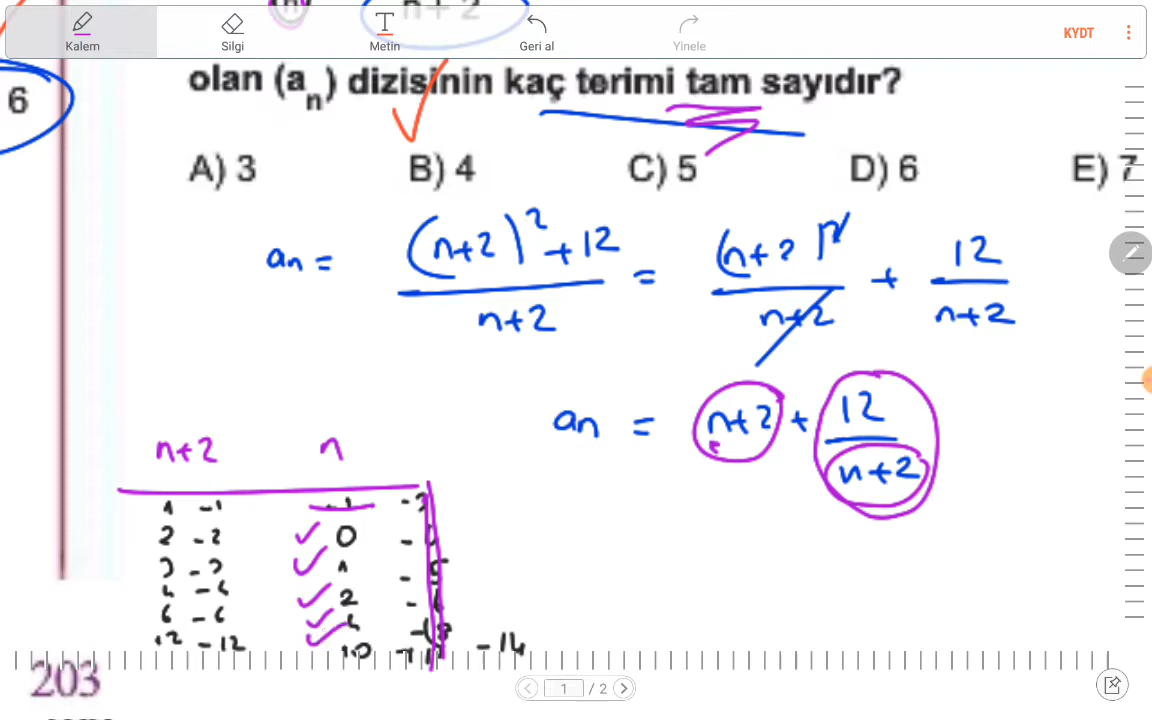 n + 2
Kalem Silgi Metin Geri al Yinele KYDT
6
olan (a_n) dizisinin kaç terimi tam sayıdır?
A) 3 B) 4 C) 5 D) 6 E) 7
an = (n+2)² + 12 / n+2 = (n+2)² / n+2 + 12 / n+2
an = n+2 + 12 / n+2
n+2 n
1 -1 -1
2 -2 0
3 -3 1
4 -4 2
6 -6 4
12 -12 10 -14
1 / 2
203